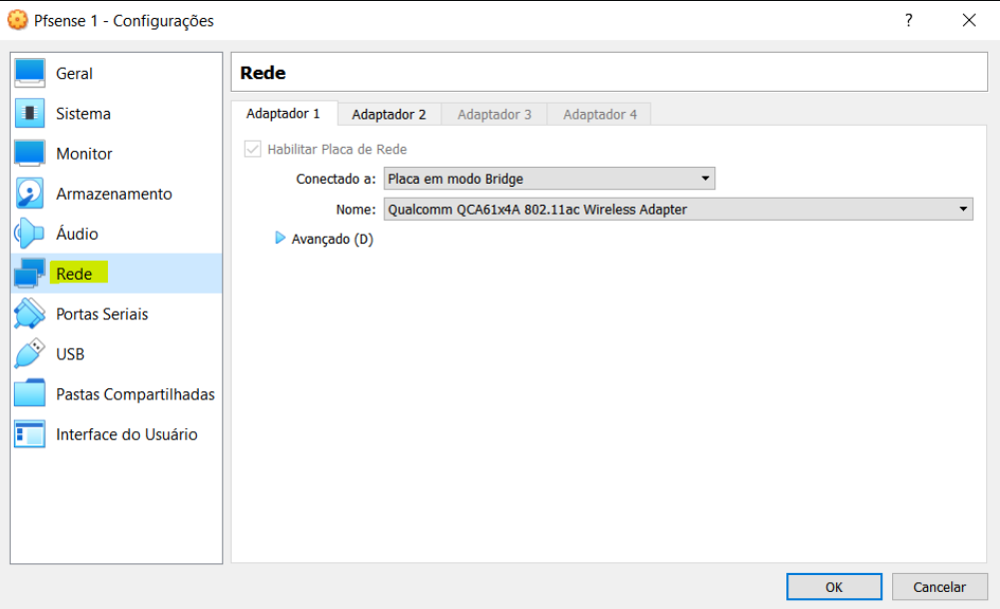 Pfsense 1 - Configurações
?
Geral
Sistema
Monitor
Armazenamento
Áudio
Rede
Portas Seriais
USB
Pastas Compartilhadas
Interface do Usuário
Rede
Adaptador 1 Adaptador 2 Adaptador 3 Adaptador 4
Habilitar Placa de Rede
Conectado a: Placa em modo Bridge
Nome: Qualcomm QCA61x4A 802.11ac Wireless Adapter
Avançado (D)
OK Cancelar